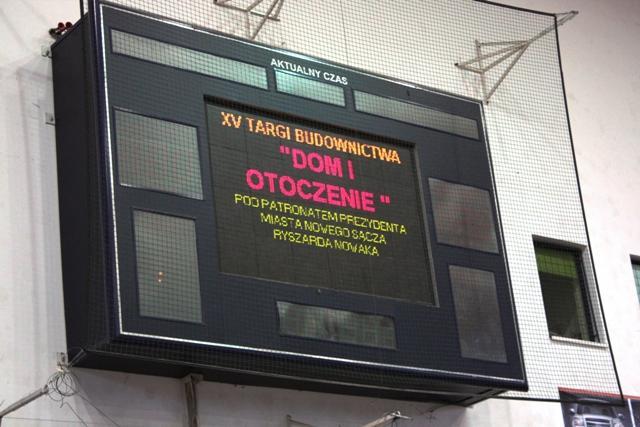 AKTUALNY CZAS
XV TARGI BUDOWNICTWA
"DOM I
OTOCZENIE "
POD PATRONATEM PREZYDENTA
MIASTA NOWEGO SĄCZA
RYSZARDA NOWAKA